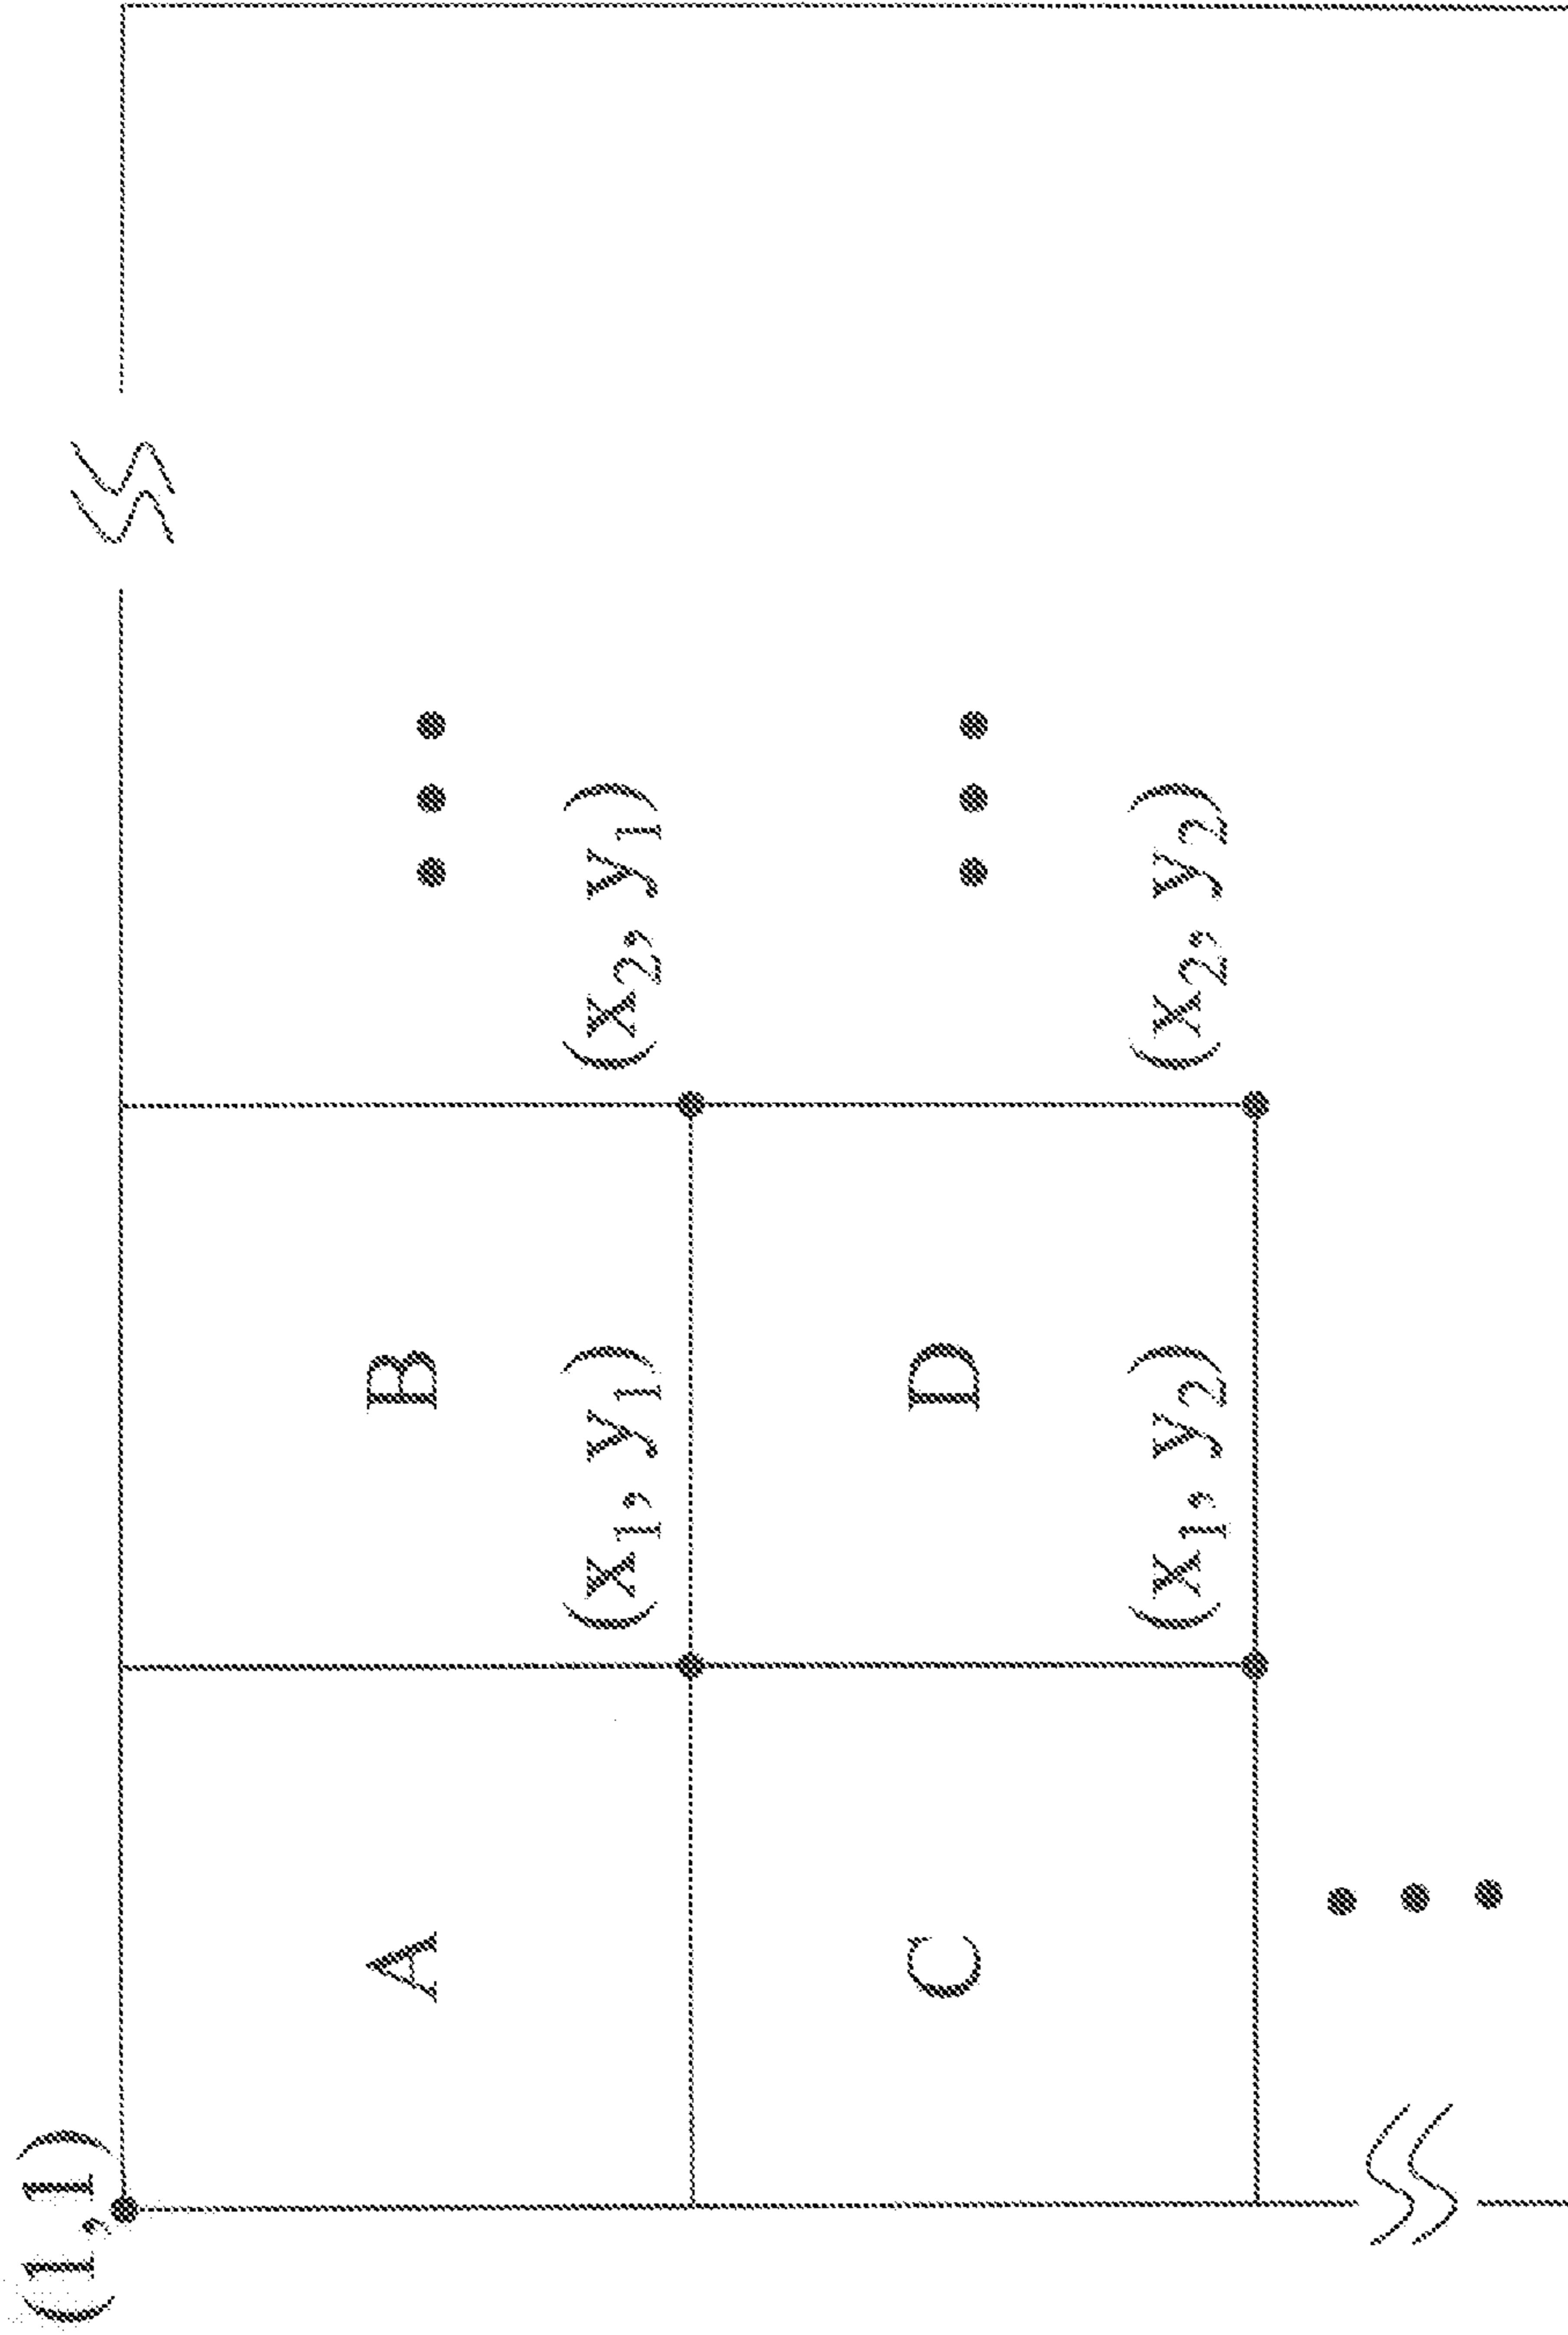 (1,1)
A
B
(x1, y1)
(x2, y1)
C
D
(x1, y2)
(x2, y2)